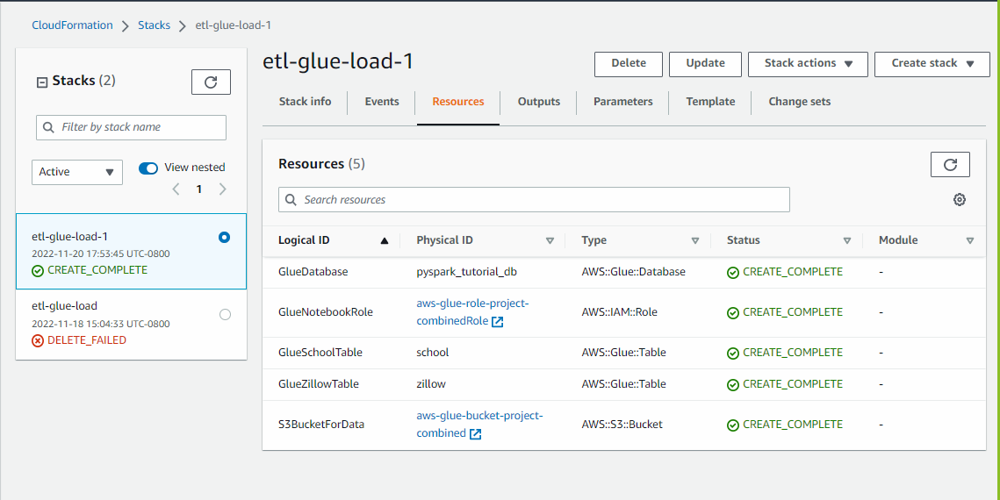 CloudFormation > Stacks > etl-glue-load-1
Stacks (2)
Filter by stack name
Active
View nested
1
etl-glue-load-1
2022-11-20 17:53:45 UTC-0800
CREATE_COMPLETE
etl-glue-load
2022-11-18 15:04:33 UTC-0800
DELETE_FAILED
etl-glue-load-1
Delete Update Stack actions Create stack
Stack info Events Resources Outputs Parameters Template Change sets
Resources (5)
Search resources
Logical ID Physical ID Type Status Module
GlueDatabase pyspark_tutorial_db AWS::Glue::Database CREATE_COMPLETE -
GlueNotebookRole aws-glue-role-project-
combinedRole AWS::IAM::Role CREATE_COMPLETE -
GlueSchoolTable school AWS::Glue::Table CREATE_COMPLETE -
GlueZillowTable zillow AWS::Glue::Table CREATE_COMPLETE -
S3BucketForData aws-glue-bucket-project-
combined AWS::S3::Bucket CREATE_COMPLETE -